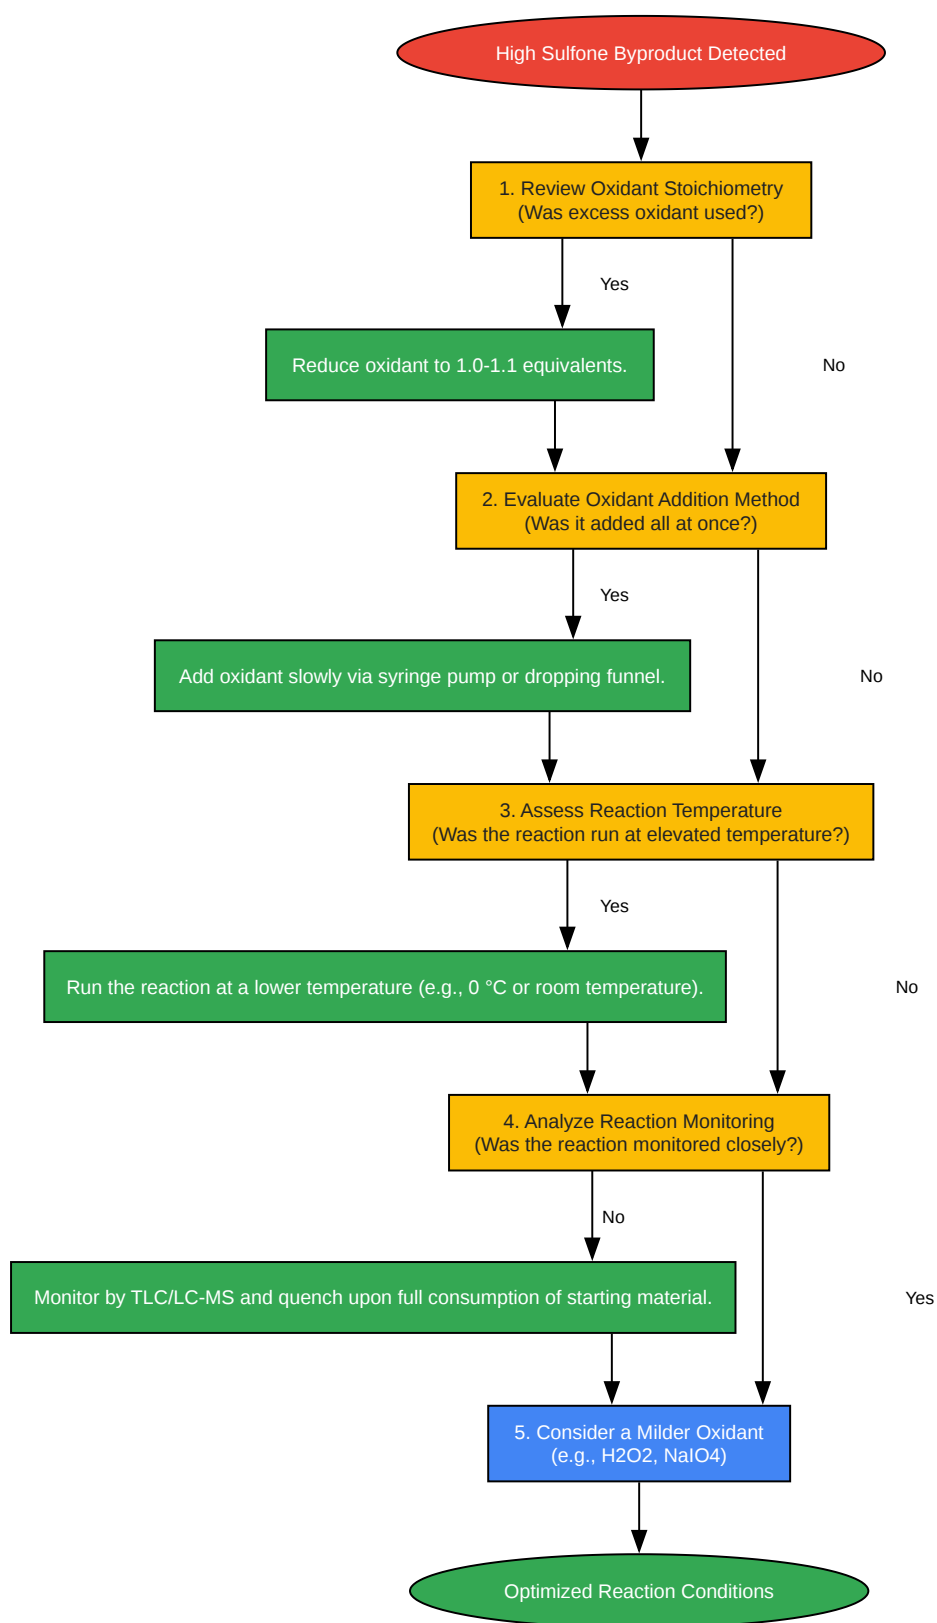 High Sulfone Byproduct Detected
1. Review Oxidant Stoichiometry
(Was excess oxidant used?)
Yes
Reduce oxidant to 1.0-1.1 equivalents.
No
2. Evaluate Oxidant Addition Method
(Was it added all at once?)
Yes
Add oxidant slowly via syringe pump or dropping funnel.
No
3. Assess Reaction Temperature
(Was the reaction run at elevated temperature?)
Yes
Run the reaction at a lower temperature (e.g., 0 °C or room temperature).
No
4. Analyze Reaction Monitoring
(Was the reaction monitored closely?)
No
Monitor by TLC/LC-MS and quench upon full consumption of starting material.
Yes
5. Consider a Milder Oxidant
(e.g., H2O2, NaIO4)
Optimized Reaction Conditions